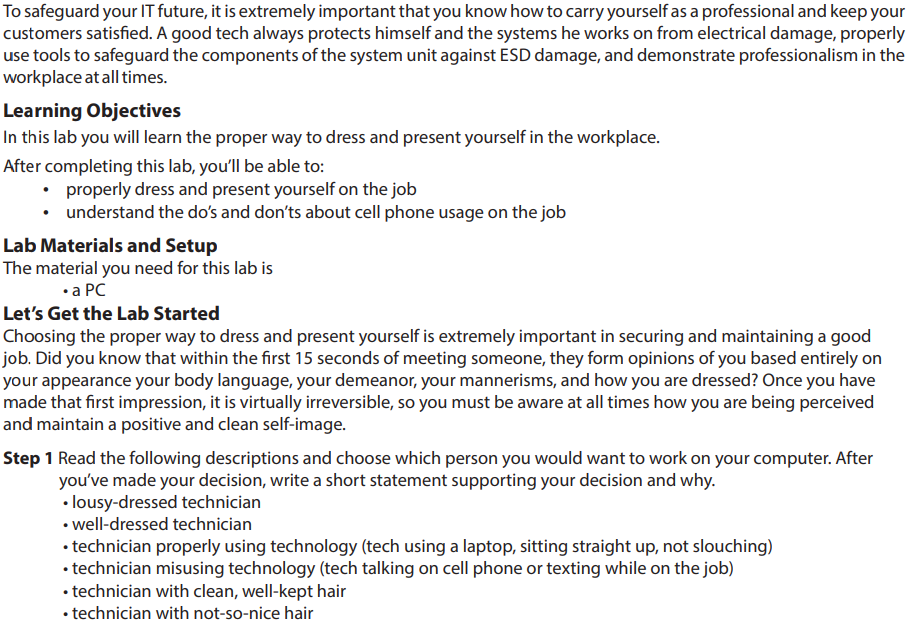 To safeguard your IT future, it is extremely important that you know how to carry yourself as a professional and keep your
customers satisfied. A good tech always protects himself and the systems he works on from electrical damage, properly
use tools to safeguard the components of the system unit against ESD damage, and demonstrate professionalism in the
workplace at all times.
Learning Objectives
In this lab you will learn the proper way to dress and present yourself in the workplace.
After completing this lab, you’ll be able to:
• properly dress and present yourself on the job
• understand the do’s and don’ts about cell phone usage on the job
Lab Materials and Setup
The material you need for this lab is
• a PC
Let’s Get the Lab Started
Choosing the proper way to dress and present yourself is extremely important in securing and maintaining a good
job. Did you know that within the first 15 seconds of meeting someone, they form opinions of you based entirely on
your appearance your body language, your demeanor, your mannerisms, and how you are dressed? Once you have
made that first impression, it is virtually irreversible, so you must be aware at all times how you are being perceived
and maintain a positive and clean self-image.
Step 1 Read the following descriptions and choose which person you would want to work on your computer. After
you’ve made your decision, write a short statement supporting your decision and why.
• lousy-dressed technician
• well-dressed technician
• technician properly using technology (tech using a laptop, sitting straight up, not slouching)
• technician misusing technology (tech talking on cell phone or texting while on the job)
• technician with clean, well-kept hair
• technician with not-so-nice hair